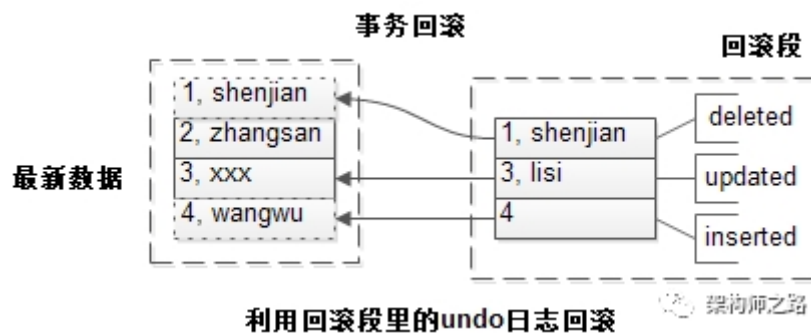 事务回滚
回滚段
最新数据
1, shenjian
2, zhangsan
3, xxx
4, wangwu
1, shenjian
3, lisi
4
deleted
updated
inserted
利用回滚段里的undo日志回滚
架构师之路